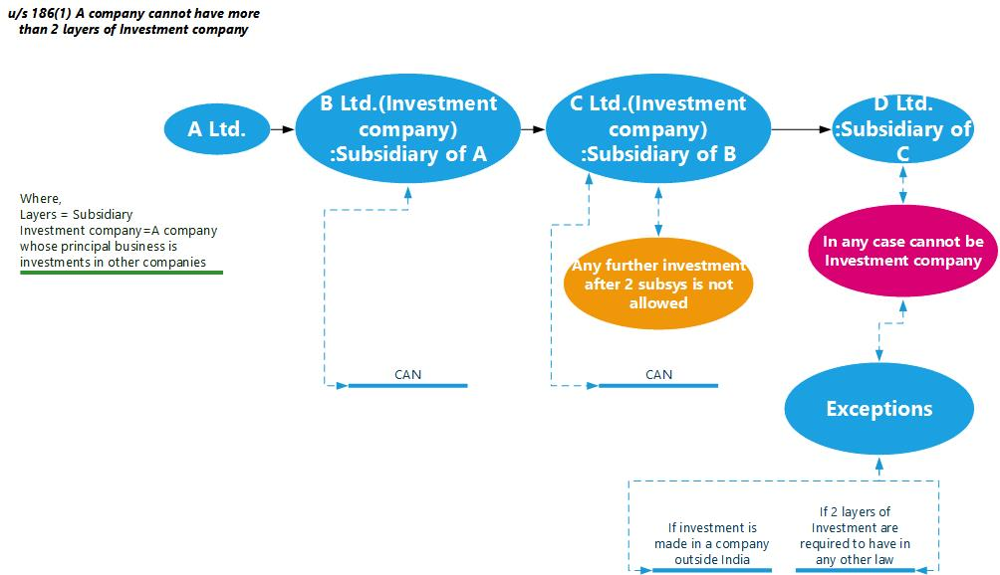 u/s 186(1) A company cannot have more
than 2 layers of Investment company
A Ltd.
B Ltd.(Investment
company)
:Subsidiary of A
C Ltd.(Investment
company)
:Subsidiary of B
D Ltd.
:Subsidiary of
C
Where,
Layers = Subsidiary
Investment company=A company
whose principal business is
investments in other companies
Any further investment
after 2 subsys is not
allowed
In any case cannot be
Investment company
CAN
CAN
Exceptions
If investment is
made in a company
outside India
If 2 layers of
Investment are
required to have in
any other law